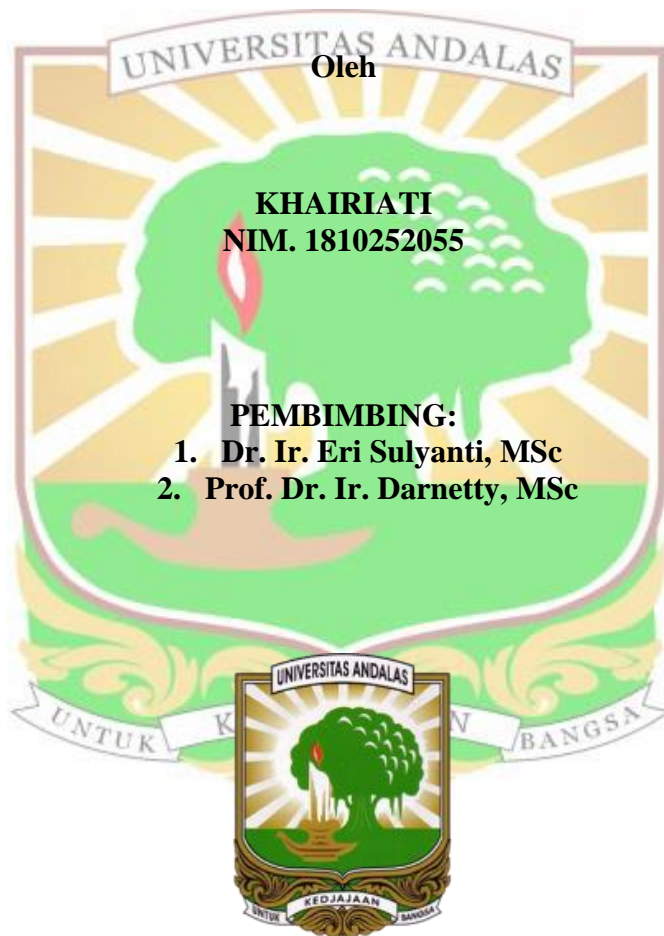 UNIVERSITAS ANDALAS
Oleh
KHAIRIATI
NIM. 1810252055
PEMBIMBING:
1. Dr. Ir. Eri Sulyanti, MSc
2. Prof. Dr. Ir. Darnetty, MSc
UNTUK K N BANGSA
UNIVERSITAS ANDALAS
UNTUK KEDJAJAAN BANGSA